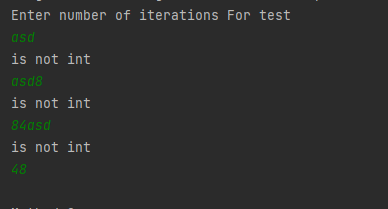 Enter number of iterations For test
asd
is not int
asd8
is not int
84asd
is not int
48